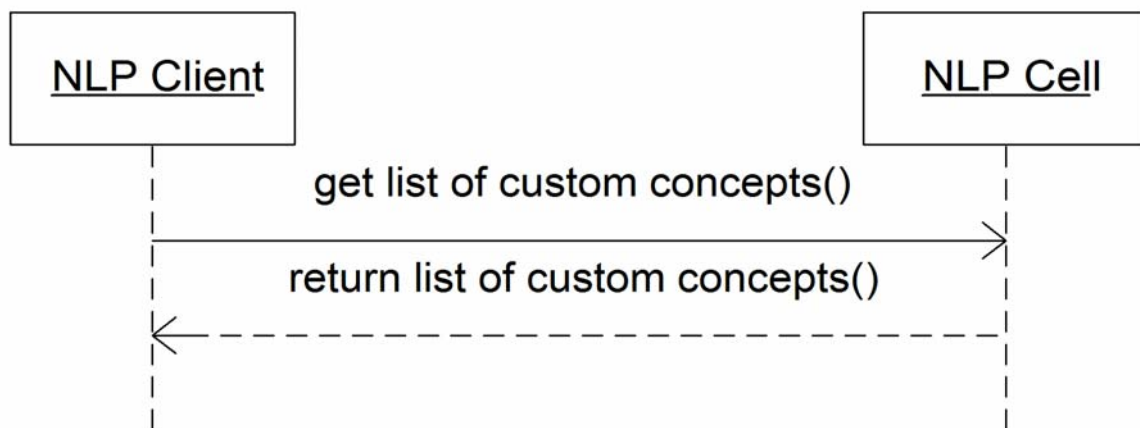 NLP Client
NLP Cell
get list of custom concepts()
return list of custom concepts()